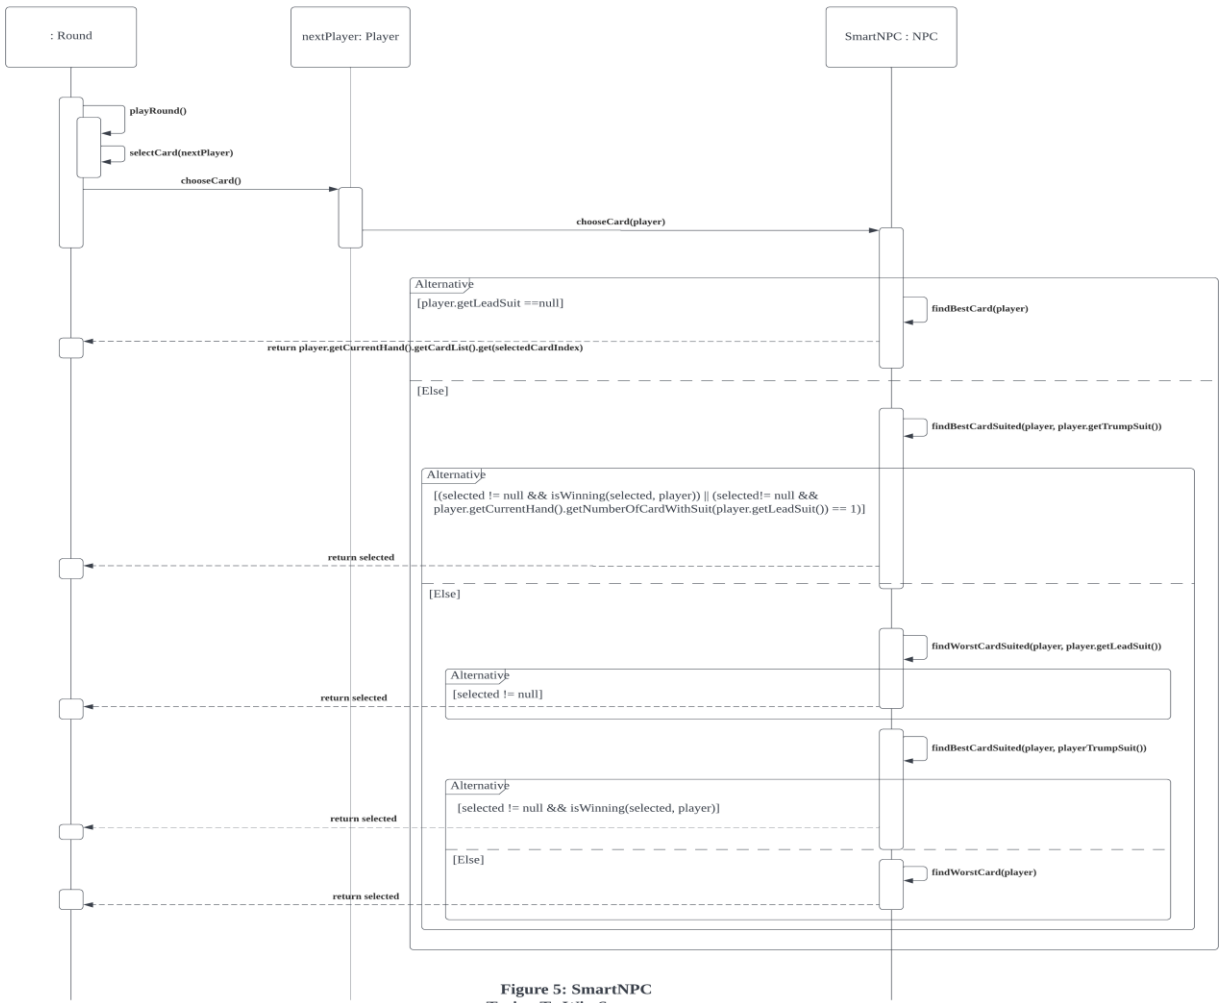 : Round
nextPlayer: Player
SmartNPC : NPC
playRound()
selectCard(nextPlayer)
chooseCard()
chooseCard(player)
Alternative
[player.getLeadSuit ==null]
findBestCard(player)
return player.getCurrentHand().getCardList().get(selectedCardIndex)
[Else]
findBestCardSuited(player, player.getTrumpSuit())
Alternative
[(selected != null && isWinning(selected, player)) || (selected!= null &&
player.getCurrentHand().getNumberOfCardWithSuit(player.getLeadSuit()) == 1)]
return selected
[Else]
findWorstCardSuited(player, player.getLeadSuit())
Alternative
[selected != null]
return selected
findBestCardSuited(player, playerTrumpSuit())
Alternative
[selected != null && isWinning(selected, player)]
return selected
[Else]
findWorstCard(player)
return selected
Figure 5: SmartNPC